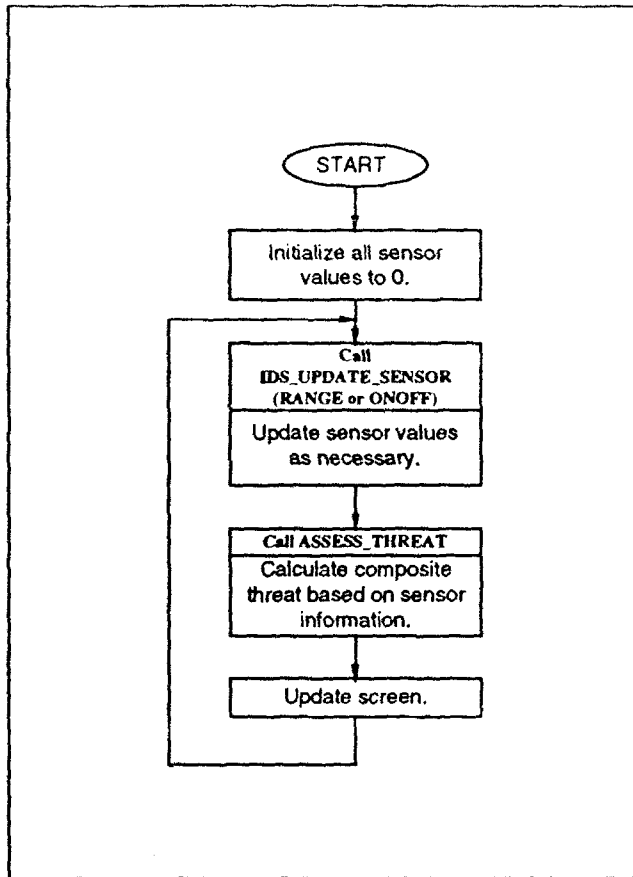 START
Initialize all sensor
values to 0.
Call
IDS_UPDATE_SENSOR
(RANGE or ONOFF)
Update sensor values
as necessary.
Call ASSESS_THREAT
Calculate composite
threat based on sensor
information.
Update screen.